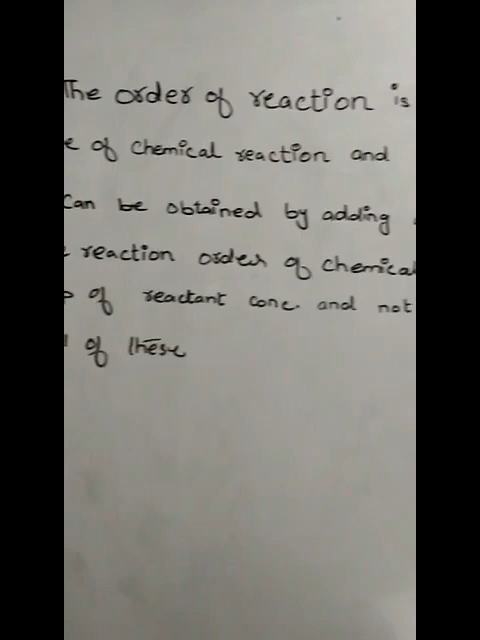 The order of reaction is
e of chemical reaction and
Can be obtained by adding
reaction order of chemical
of reactant conc. and not
of these